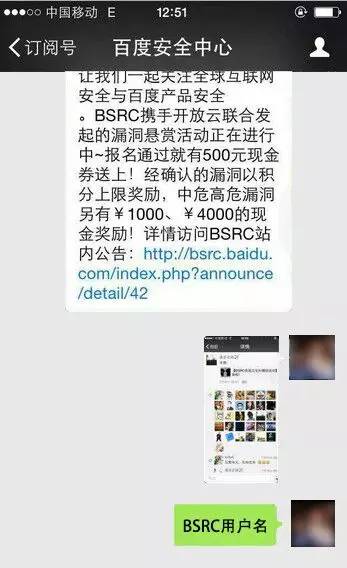 中国移动 E 12:51
订阅号 百度安全中心
让我们一起关注全球互联网
安全与百度产品安全
。BSRC携手开放云联合发
起的漏洞悬赏活动正在进行
中~报名通过就有500元现金
券送上！经确认的漏洞以积
分上限奖励，中危高危漏洞
另有￥1000、￥4000的现
金奖励！详情访问BSRC站
内公告：http://bsrc.baidu.
com/index.php?announce
/detail/42
详情
BSRC用户名